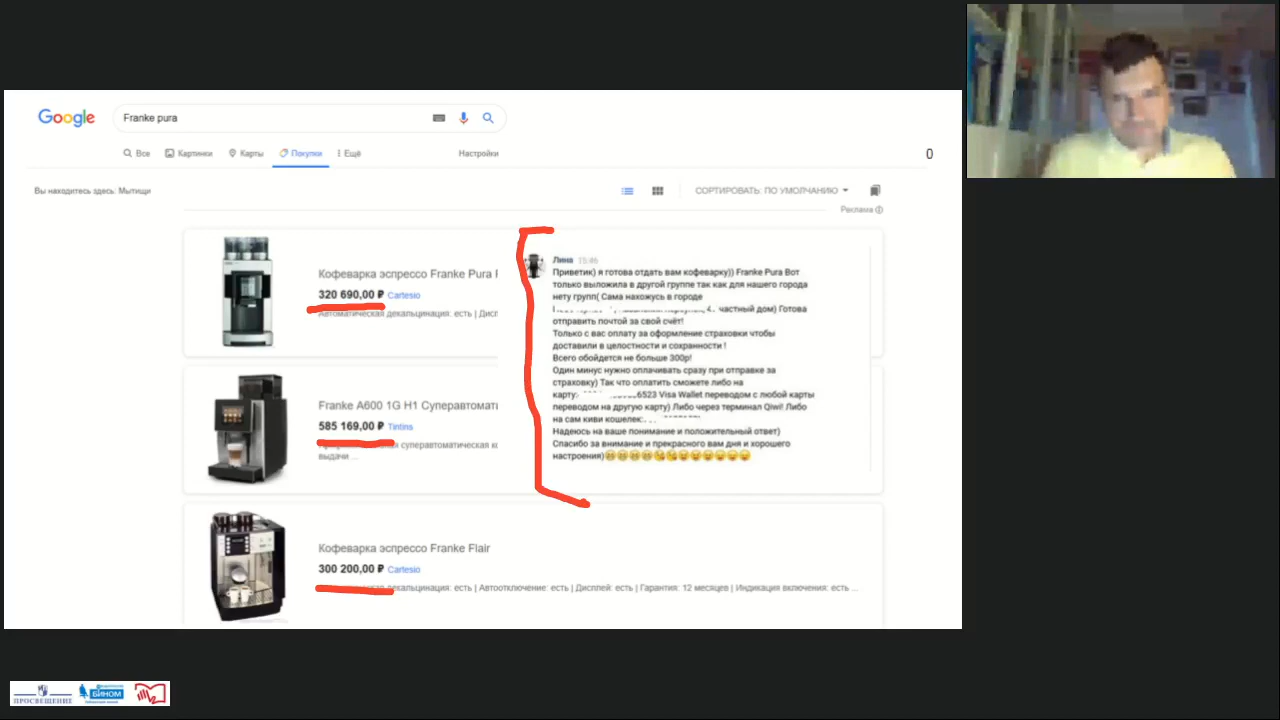 Google
Franke pura
Все Картинки Карты Покупки Ещё Настройки
0
Вы находитесь здесь: Мытищи
СОРТИРОВАТЬ: ПО УМОЛЧАНИЮ
Реклама
Кофеварка эспрессо Franke Pura
320 690,00 ₽ Cartesio
Автоматическая декальцинация: есть |
Franke A600 1G H1 Суперавтомат
585 169,00 ₽ Tintins
суперавтоматическая
выдачи ...
Кофеварка эспрессо Franke Flair
300 200,00 ₽ Cartesio
декальцинация: есть | Автоотключение: есть | Дисплей: есть | Гарантия: 12 месяцев | Индикация включения: есть ...
Лина 15:46
Приветик) я готова отдать вам кофеварку)) Franke Pura Вот
только выложила в другой группе так как для нашего города
нету групп( Сама нахожусь в городе
частный дом) Готова
отправить почтой за свой счёт!
Только с вас оплату за оформление страховки чтобы
доставили в целостности и сохранности !
Всего обойдется не больше 300р!
Один минус нужно оплачивать сразу при отправке за
страховку) Так что оплатить сможете либо на
карту: 6523 Visa Wallet переводом с любой карты
переводом на другую карту) Либо через терминал Qiwi! Либо
на сам киви кошелек:
Надеюсь на ваше понимание и положительный ответ)
Спасибо за внимание и прекрасного вам дня и хорошего
настроения)😁😁😁😁😘😘😄😄😄😄😄😄
ПРОСВЕЩЕНИЕ
БИНОМ